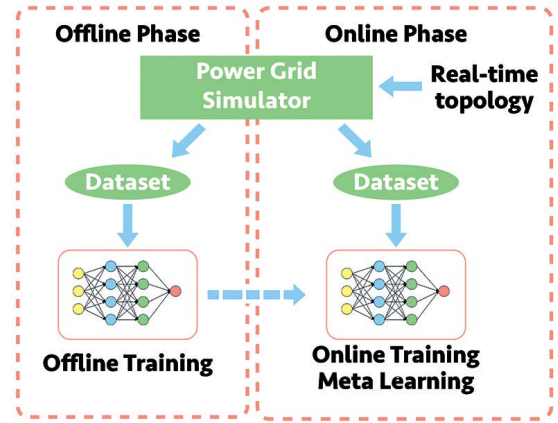 Offline Phase
Online Phase
Power Grid
Simulator
Real-time
topology
Dataset
Dataset
Offline Training
Online Training
Meta Learning